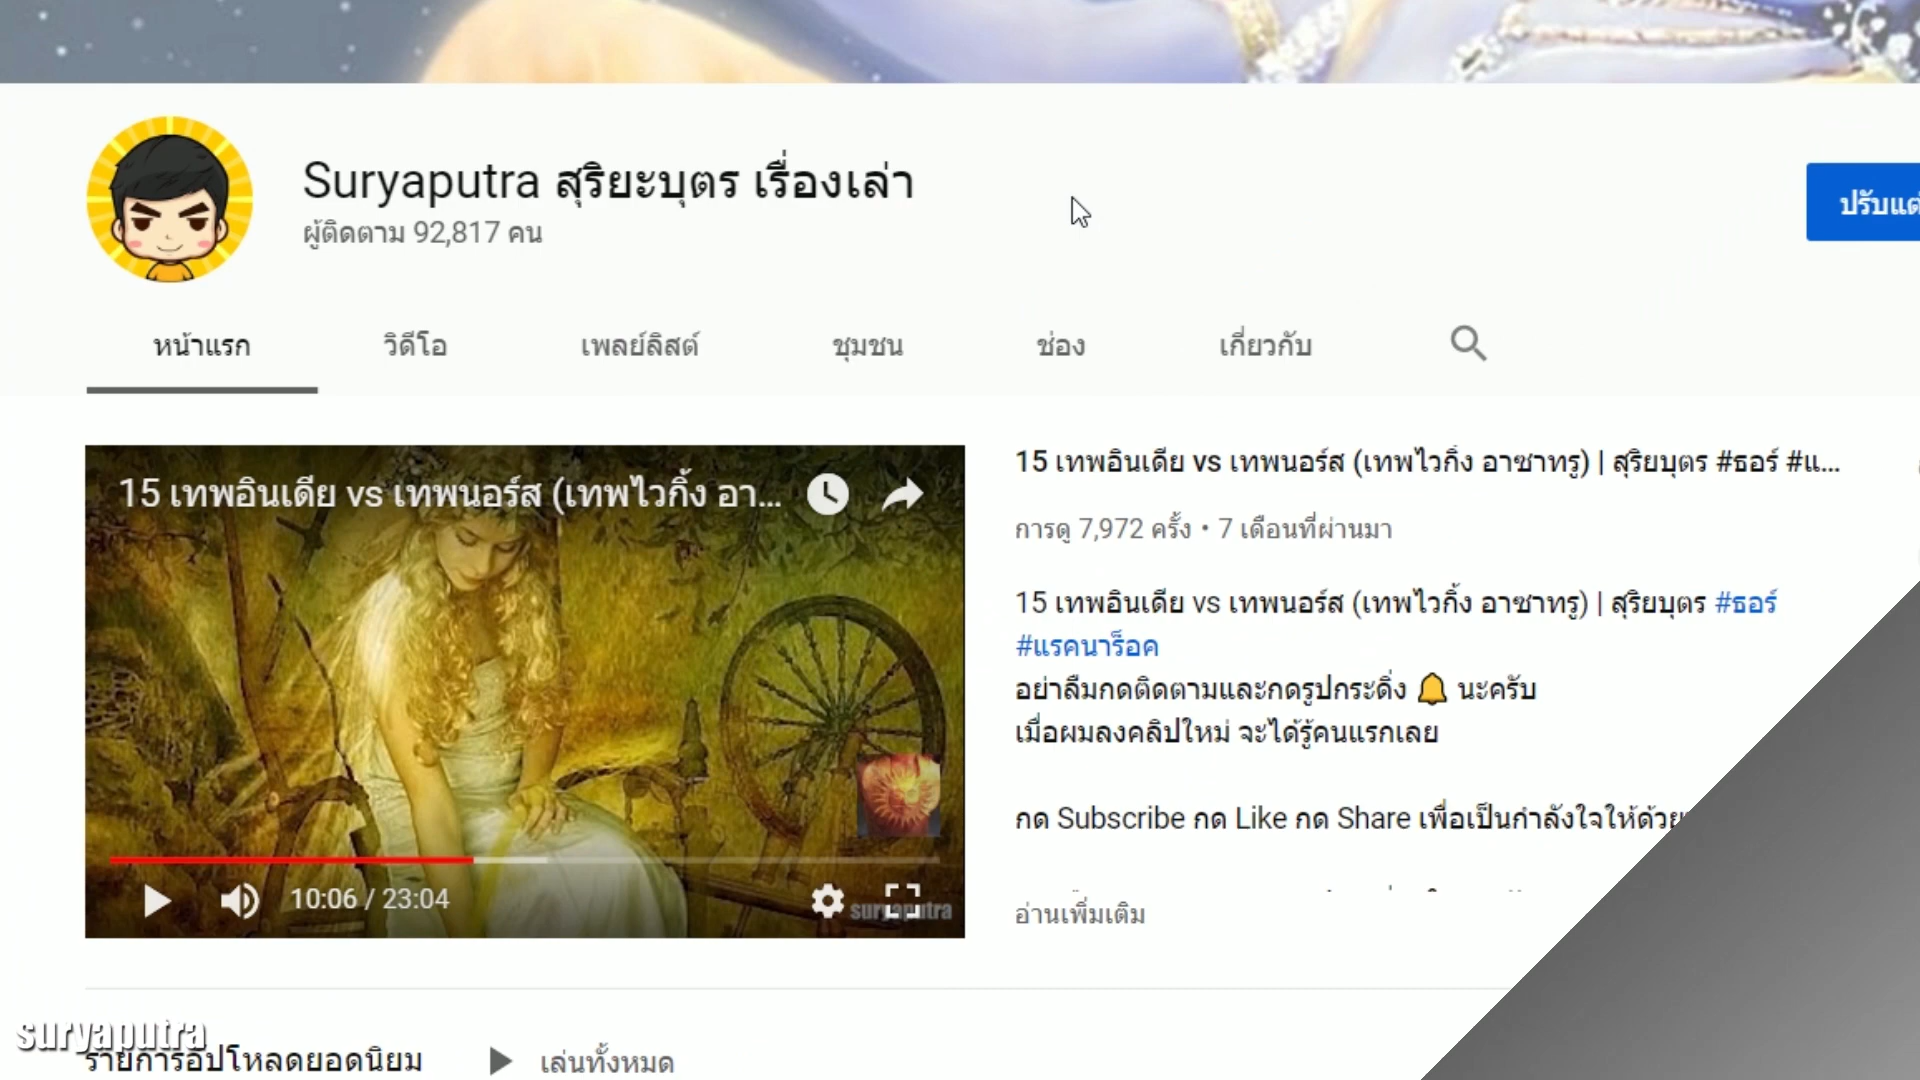 Suryaputra สุริยะบุตร เรื่องเล่า
ผู้ติดตาม 92,817 คน
ปรับแต่
หน้าแรก วิดีโอ เพลย์ลิสต์ ชุมชน ช่อง เกี่ยวกับ
15 เทพอินเดีย vs เทพนอร์ส (เทพไวกิ้ง อา...
suryaputra
10:06 / 23:04
15 เทพอินเดีย vs เทพนอร์ส (เทพไวกิ้ง อาซาทรู) | สุริยบุตร #ธอร์ #แ...
การดู 7,972 ครั้ง • 7 เดือนที่ผ่านมา
15 เทพอินเดีย vs เทพนอร์ส (เทพไวกิ้ง อาซาทรู) | สุริยบุตร #ธอร์
#แรคนาร็อค
อย่าลืมกดติดตามและกดรูปกระดิ่ง 🔔 นะครับ
เมื่อผมลงคลิปใหม่ จะได้รู้คนแรกเลย
กด Subscribe กด Like กด Share เพื่อเป็นกำลังใจให้ด้วย
อ่านเพิ่มเติม
suryaputra
รายการอัปโหลดยอดนิยม
เล่นทั้งหมด